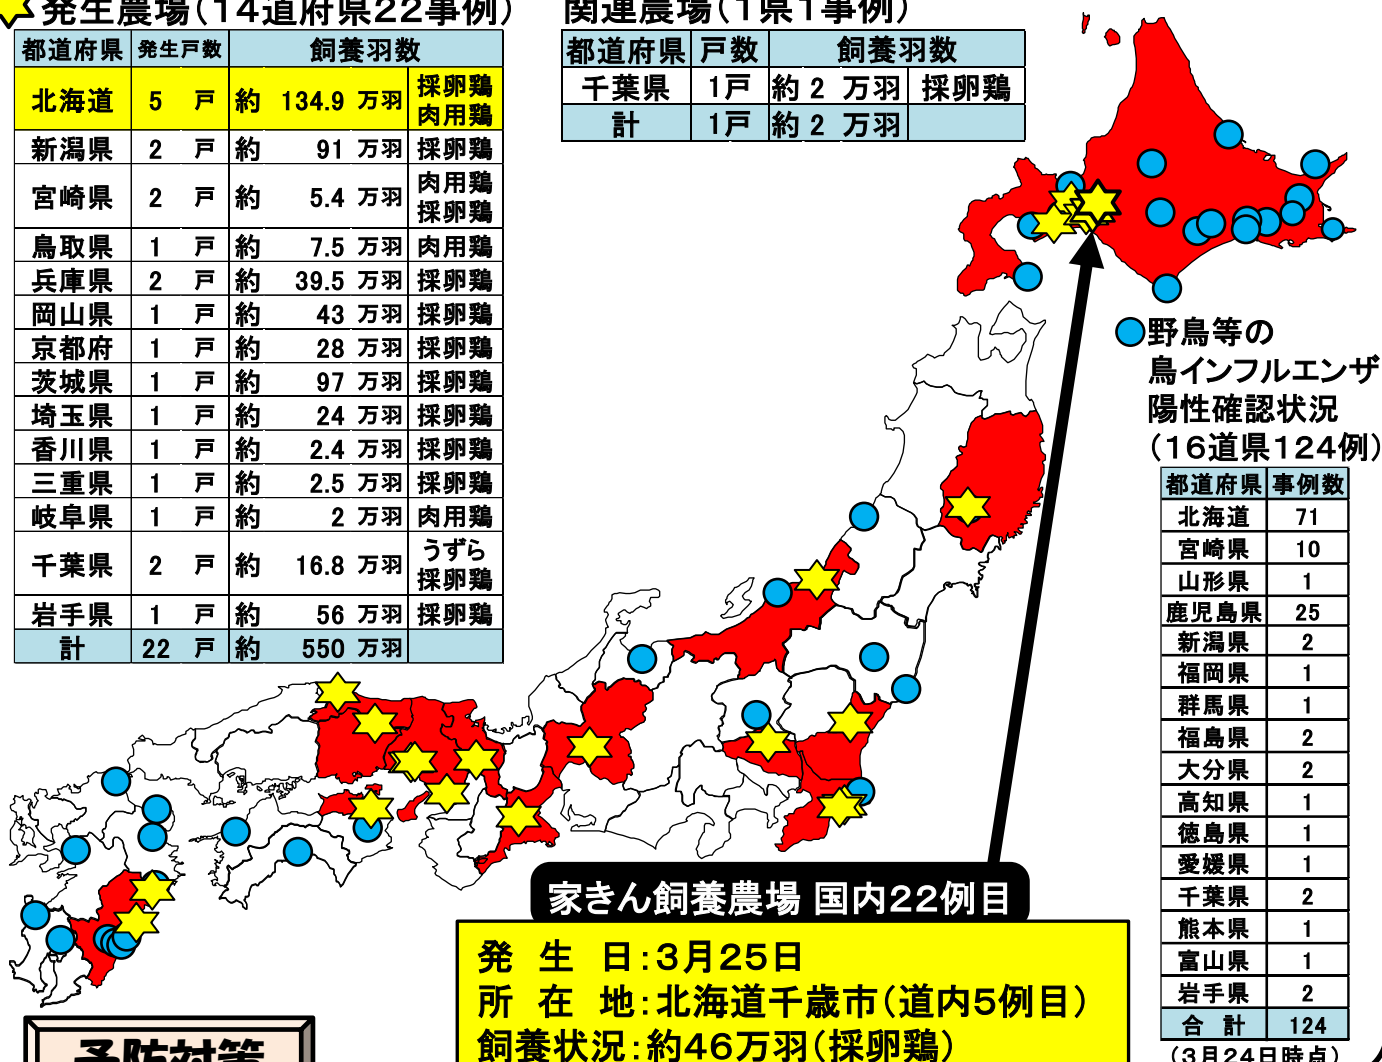 発生農場（14道府県22事例）
都道府県 発生戸数 飼養羽数
北海道 5 戸 約 134.9 万羽 採卵鶏 肉用鶏
新潟県 2 戸 約 91 万羽 採卵鶏
宮崎県 2 戸 約 5.4 万羽 肉用鶏 採卵鶏
鳥取県 1 戸 約 7.5 万羽 肉用鶏
兵庫県 2 戸 約 39.5 万羽 採卵鶏
岡山県 1 戸 約 43 万羽 採卵鶏
京都府 1 戸 約 28 万羽 採卵鶏
茨城県 1 戸 約 97 万羽 採卵鶏
埼玉県 1 戸 約 24 万羽 採卵鶏
香川県 1 戸 約 2.4 万羽 採卵鶏
三重県 1 戸 約 2.5 万羽 採卵鶏
岐阜県 1 戸 約 2 万羽 肉用鶏
千葉県 2 戸 約 16.8 万羽 うずら 採卵鶏
岩手県 1 戸 約 56 万羽 採卵鶏
計 22 戸 約 550 万羽
関連農場（1県1事例）
都道府県 戸数 飼養羽数
千葉県 1戸 約 2 万羽 採卵鶏
計 1戸 約 2 万羽
野鳥等の
鳥インフルエンザ
陽性確認状況
（16道県124例）
都道府県 事例数
北海道 71
宮崎県 10
山形県 1
鹿児島県 25
新潟県 2
福岡県 1
群馬県 1
福島県 2
大分県 2
高知県 1
徳島県 1
愛媛県 1
千葉県 2
熊本県 1
富山県 1
岩手県 2
合 計 124
（3月24日時点）
家きん飼養農場 国内22例目
発 生 日：3月25日
所 在 地：北海道千歳市（道内5例目）
飼養状況：約46万羽（採卵鶏）
予防対策